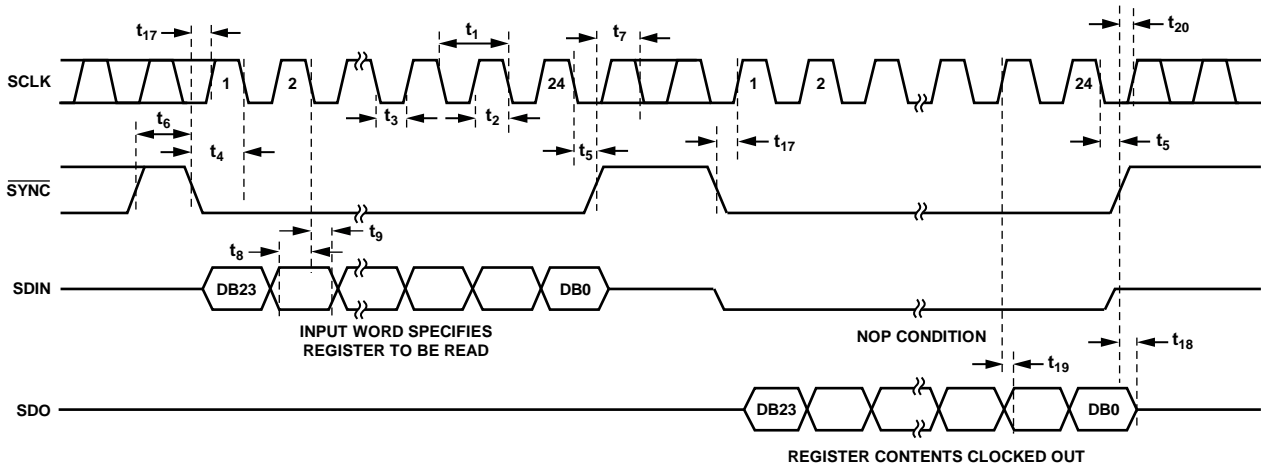 t17 t1 t7 t20
SCLK 1 2 24 1 2 24
t6 t4 t3 t2 t5 t17 t5
SYNC
t8 t9
SDIN DB23 DB0
INPUT WORD SPECIFIES
REGISTER TO BE READ
NOP CONDITION
t19 t18
SDO DB23 DB0
REGISTER CONTENTS CLOCKED OUT